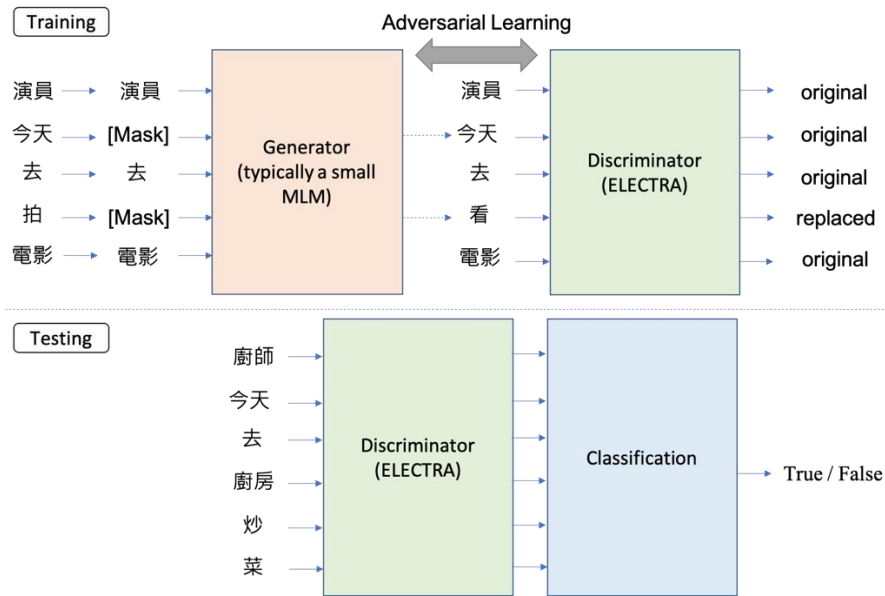 Training
Adversarial Learning
演員 演員 演員 original
今天 [Mask] 今天 original
去 去 去 original
拍 [Mask] 看 replaced
電影 電影 電影 original
Generator
(typically a small
MLM)
Discriminator
(ELECTRA)
Testing
廚師
今天
去
廚房
炒
菜
Discriminator
(ELECTRA)
Classification
True / False